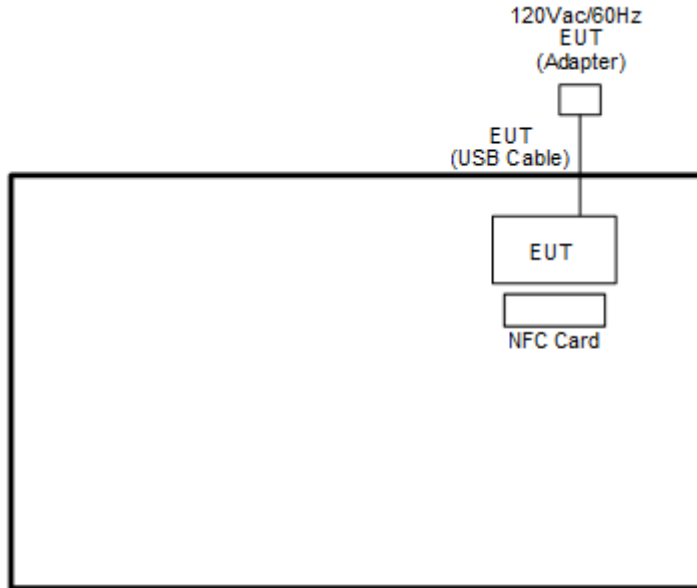 120Vac/60Hz
EUT
(Adapter)
EUT
(USB Cable)
EUT
NFC Card